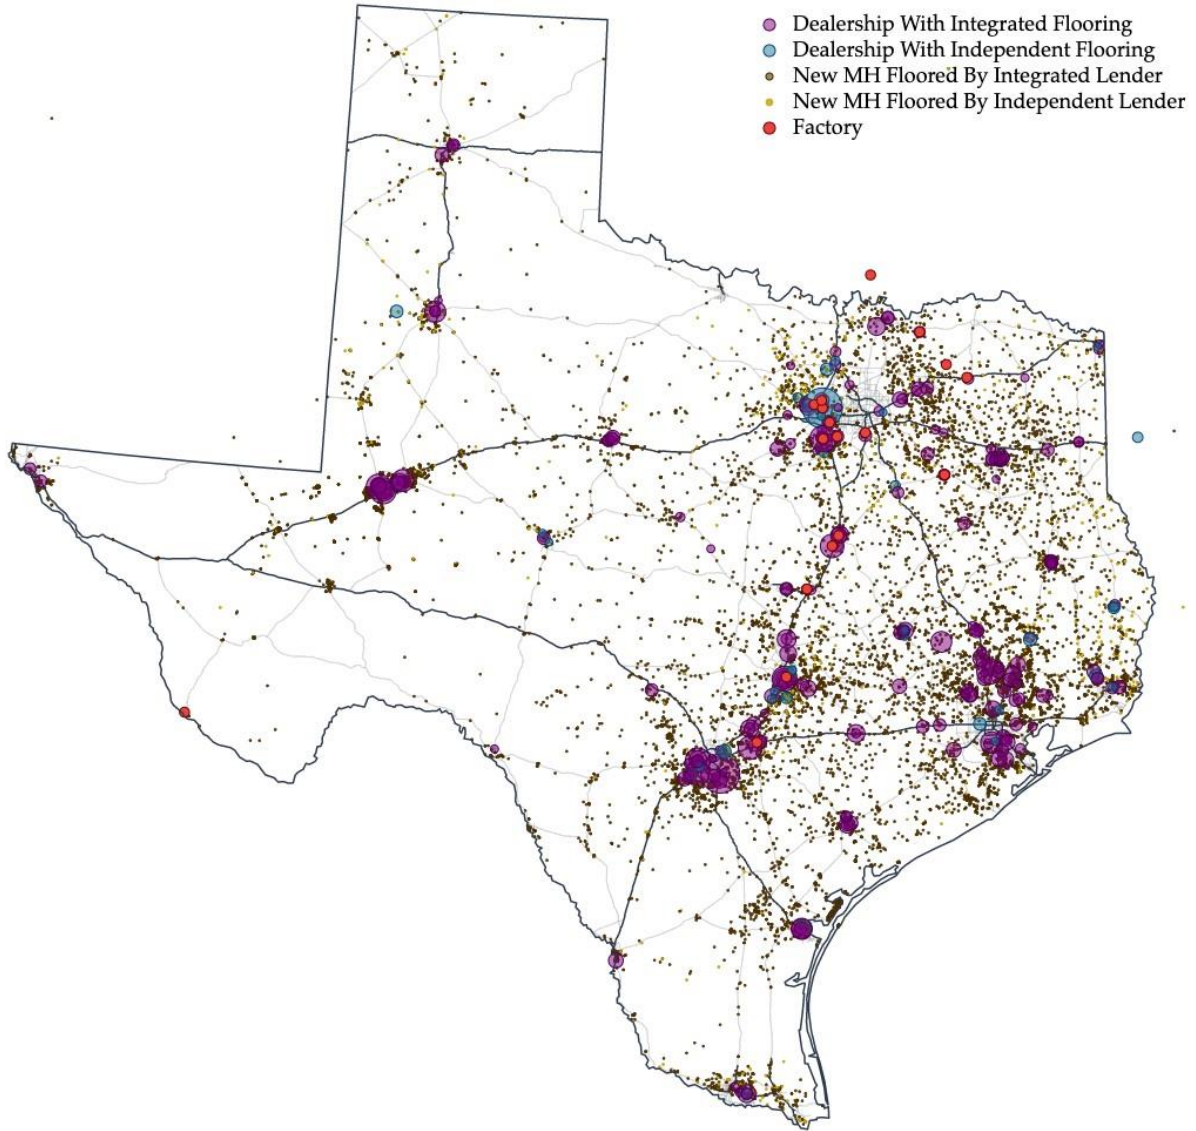 Dealership With Integrated Flooring
Dealership With Independent Flooring
New MH Floored By Integrated Lender
New MH Floored By Independent Lender
Factory